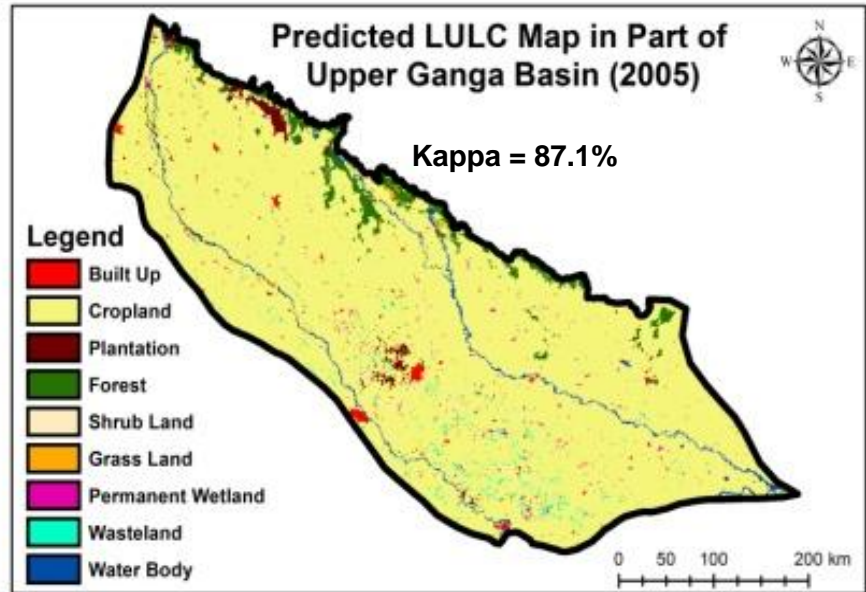 Predicted LULC Map in Part of
Upper Ganga Basin (2005)
N
W
E
S
Kappa = 87.1%
Legend
Built Up
Cropland
Plantation
Forest
Shrub Land
Grass Land
Permanent Wetland
Wasteland
Water Body
0 50 100 200 km